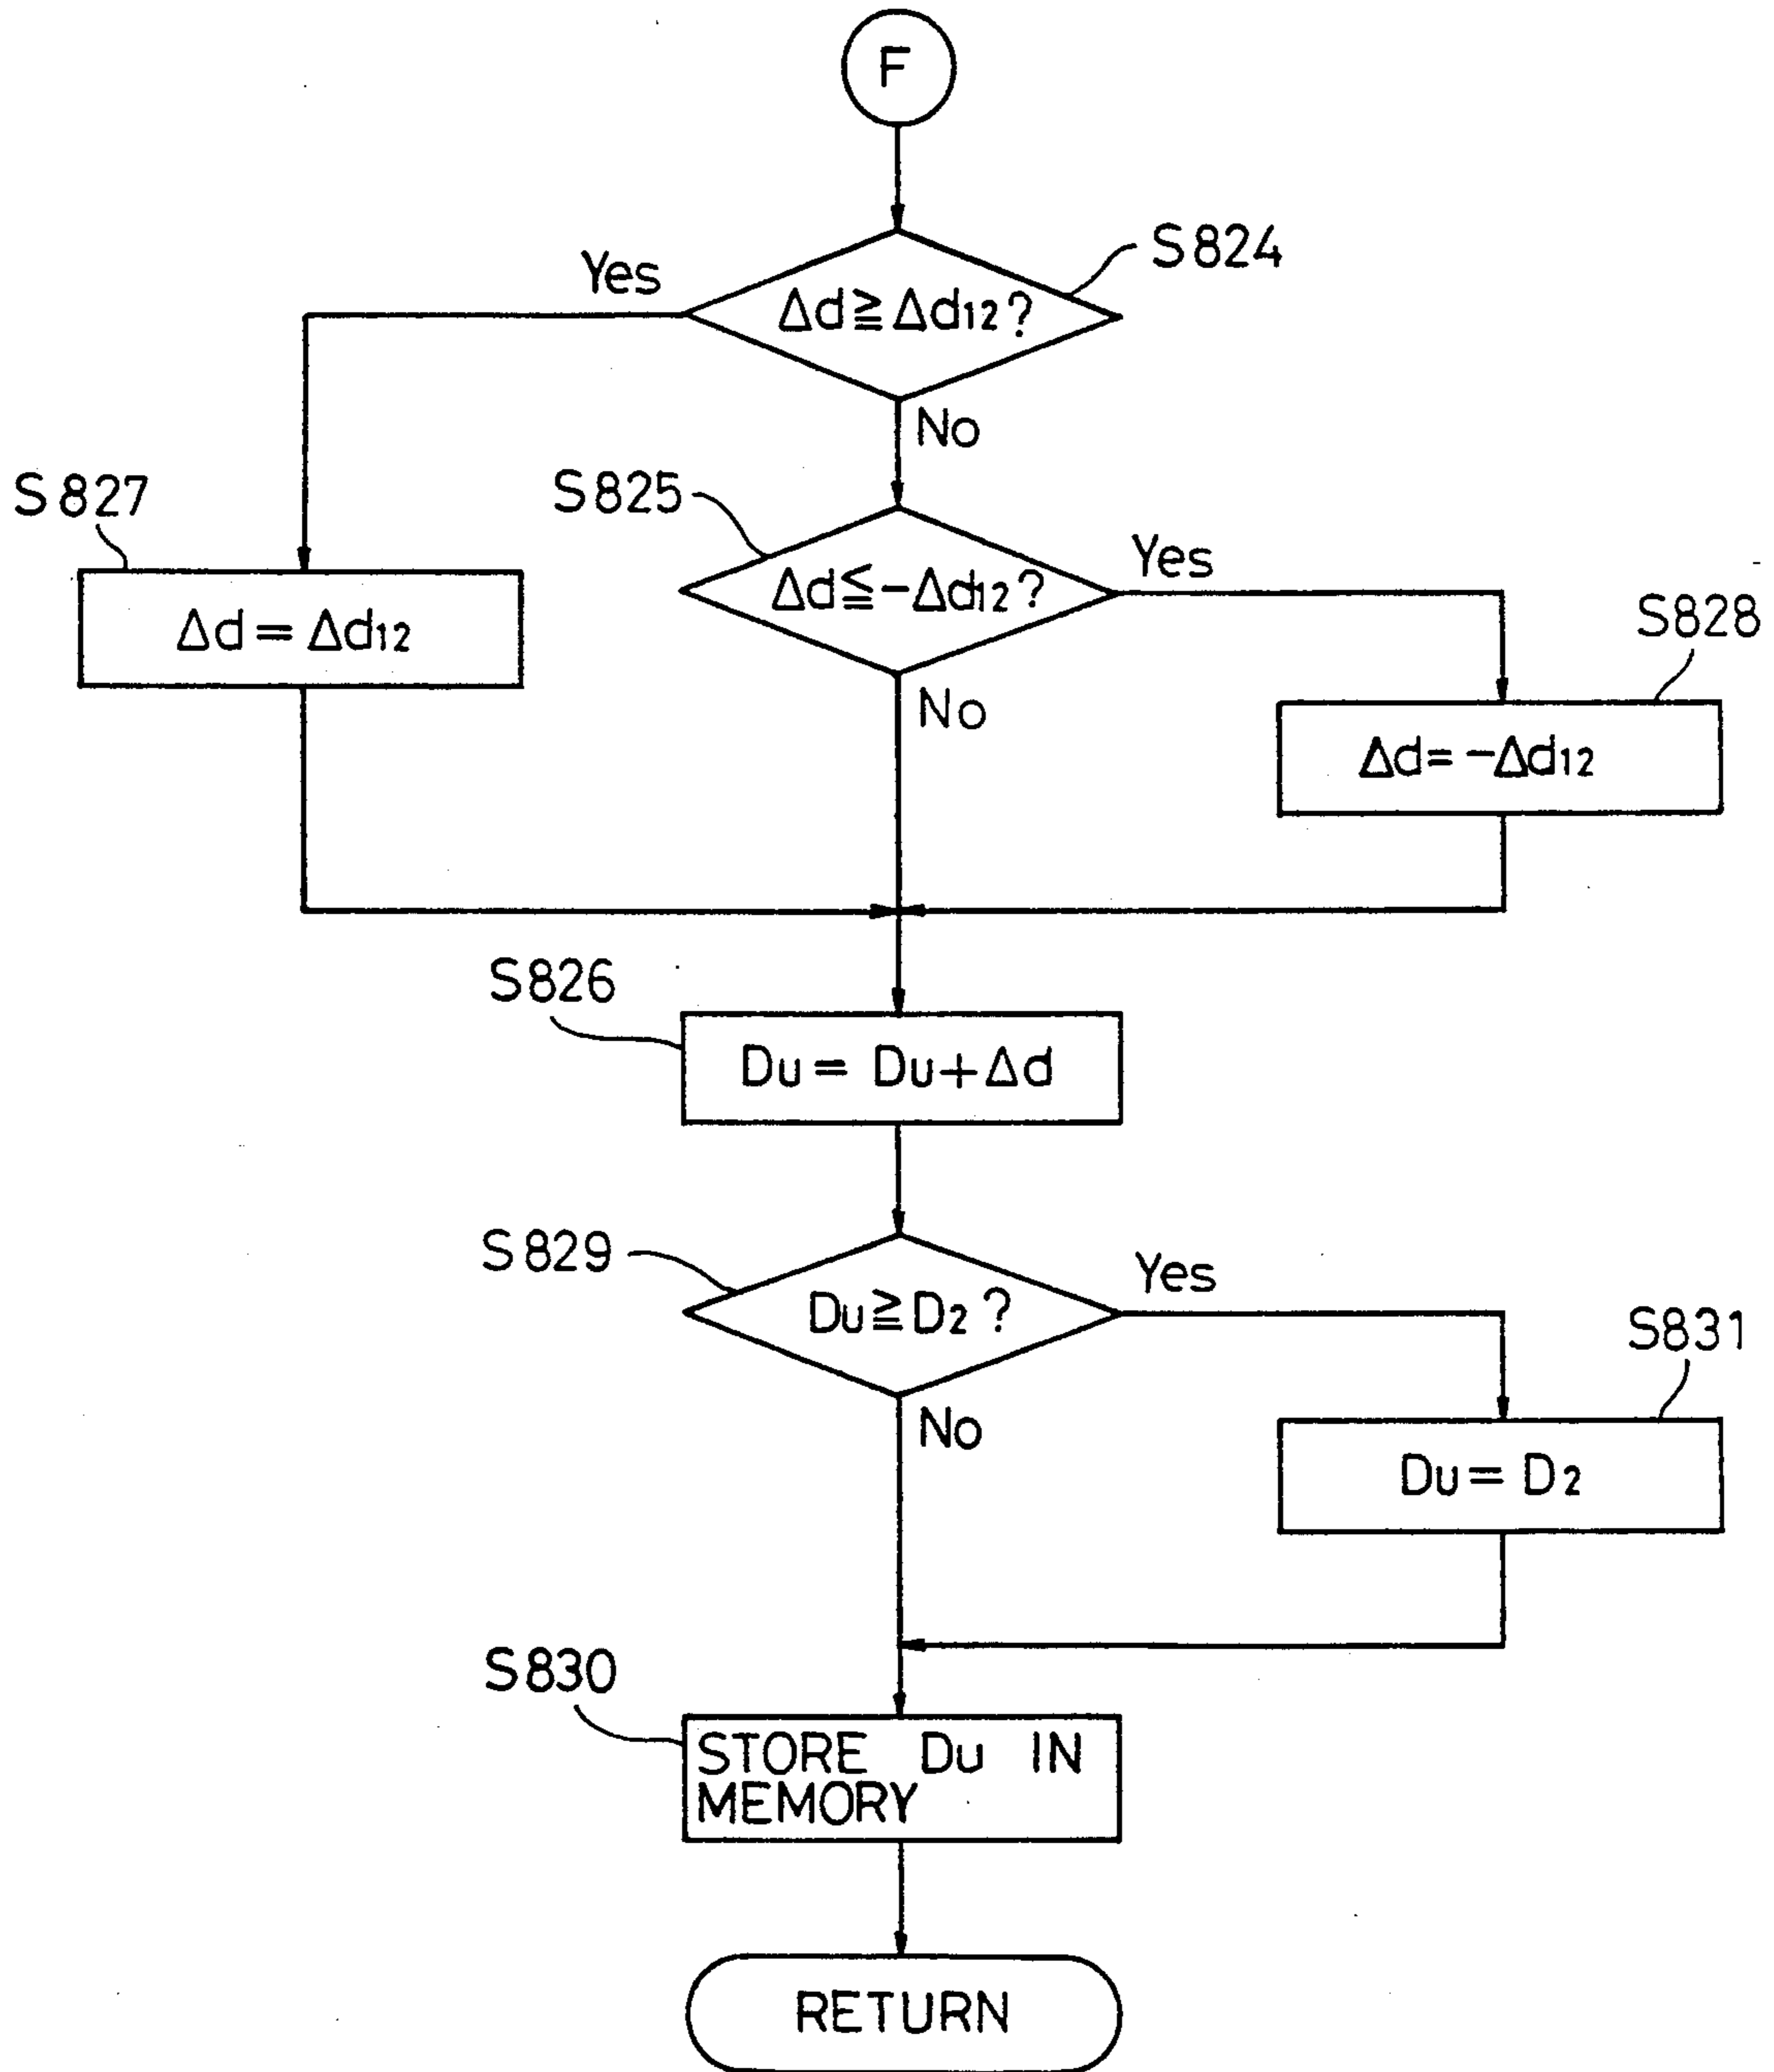 F
S824
Yes
Δd≧Δd12?
No
S827
S825
Yes
Δd≦-Δd12?
S828
Δd=Δd12
No
Δd=-Δd12
S826
Du=Du+Δd
S829
Yes
Du≧D2?
S831
No
Du=D2
S830
STORE Du IN
MEMORY
RETURN